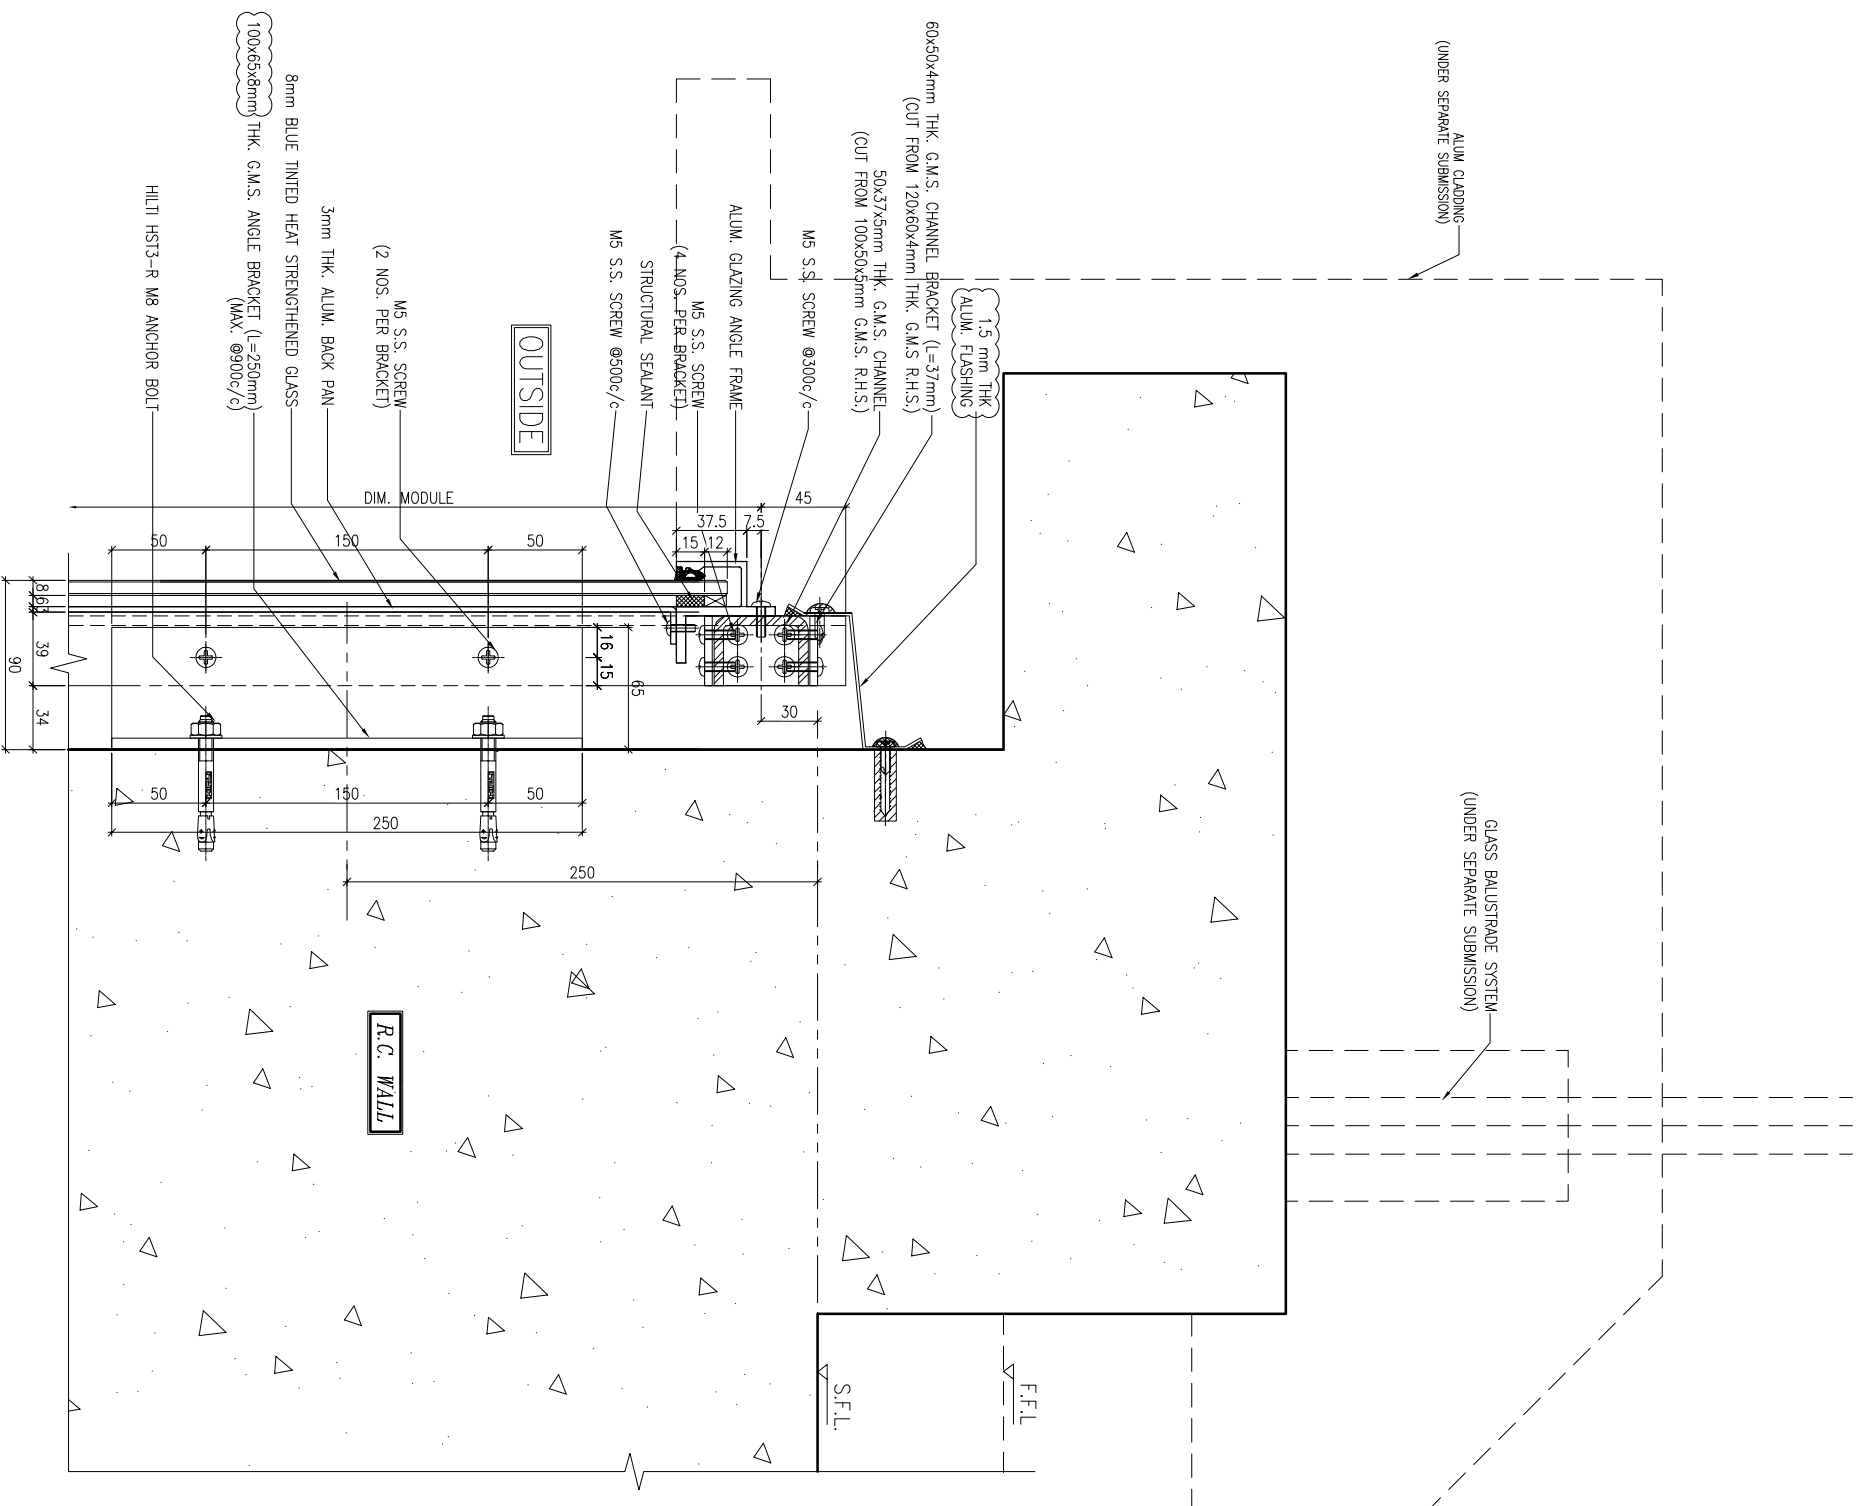 ALUM CLADDING
(UNDER SEPARATE SUBMISSION)
GLASS BALUSTRADE SYSTEM
(UNDER SEPARATE SUBMISSION)
F.F.L
S.F.L.
1.5 mm THK
ALUM. FLASHING
60x50x4mm THK. G.M.S. CHANNEL BRACKET (L=37mm)
(CUT FROM 120x60x4mm THK. G.M.S R.H.S.)
50x37x5mm THK. G.M.S. CHANNEL
(CUT FROM 100x50x5mm G.M.S. R.H.S.)
M5 S.S. SCREW @300c/c
ALUM. GLAZING ANGLE FRAME
M5 S.S. SCREW
(4 NOS. PER BRACKET)
STRUCTURAL SEALANT
M5 S.S. SCREW @500c/c
OUTSIDE
M5 S.S. SCREW
(2 NOS. PER BRACKET)
3mm THK. ALUM. BACK PAN
8mm BLUE TINTED HEAT STRENGTHENED GLASS
100x65x8mm THK. G.M.S. ANGLE BRACKET (L=250mm)
(MAX. @900c/c)
HILTI HST3-R M8 ANCHOR BOLT
R.C. WALL
DIM. MODULE
45
37.5
7.5
15
12
50
150
50
16
15
65
30
8
6
3
39
34
90
50
150
50
250
250